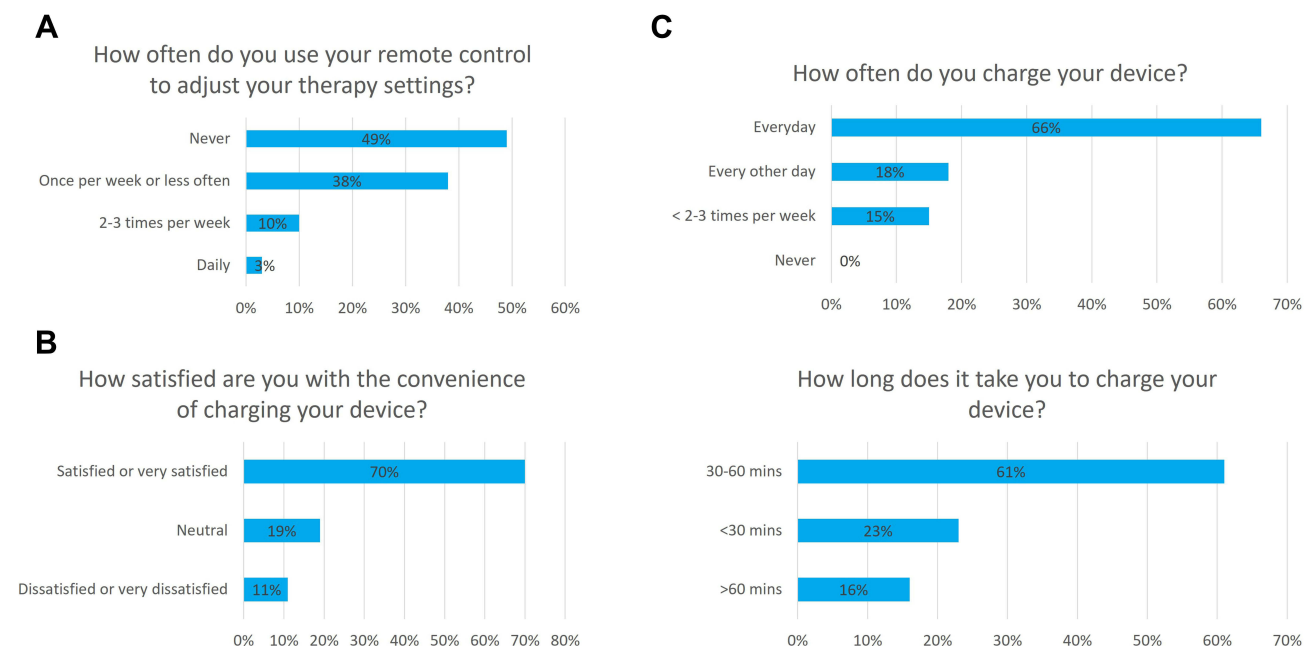 A
How often do you use your remote control
to adjust your therapy settings?
Never
49%
Once per week or less often
38%
2-3 times per week
10%
Daily
3%
0% 10% 20% 30% 40% 50% 60%
B
How satisfied are you with the convenience
of charging your device?
Satisfied or very satisfied
70%
Neutral
19%
Dissatisfied or very dissatisfied
11%
0% 10% 20% 30% 40% 50% 60% 70% 80%
C
How often do you charge your device?
Everyday
66%
Every other day
18%
< 2-3 times per week
15%
Never
0%
0% 10% 20% 30% 40% 50% 60% 70%
How long does it take you to charge your
device?
30-60 mins
61%
<30 mins
23%
>60 mins
16%
0% 10% 20% 30% 40% 50% 60% 70%